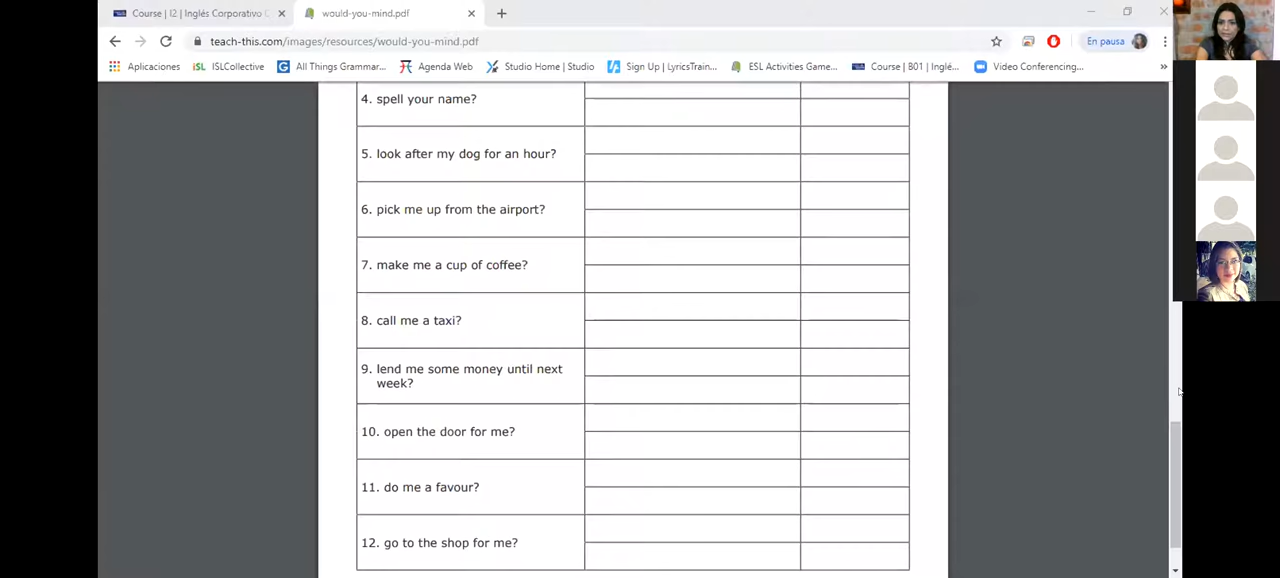 Course | I2 | Inglés Corporativo C
would-you-mind.pdf
teach-this.com/images/resources/would-you-mind.pdf
En pausa
Aplicaciones
iSL ISLCollective
All Things Grammar...
Agenda Web
Studio Home | Studio
Sign Up | LyricsTrain...
ESL Activities Game...
Course | B01 | Inglé...
Video Conferencing...
4. spell your name?
5. look after my dog for an hour?
6. pick me up from the airport?
7. make me a cup of coffee?
8. call me a taxi?
9. lend me some money until next
week?
10. open the door for me?
11. do me a favour?
12. go to the shop for me?